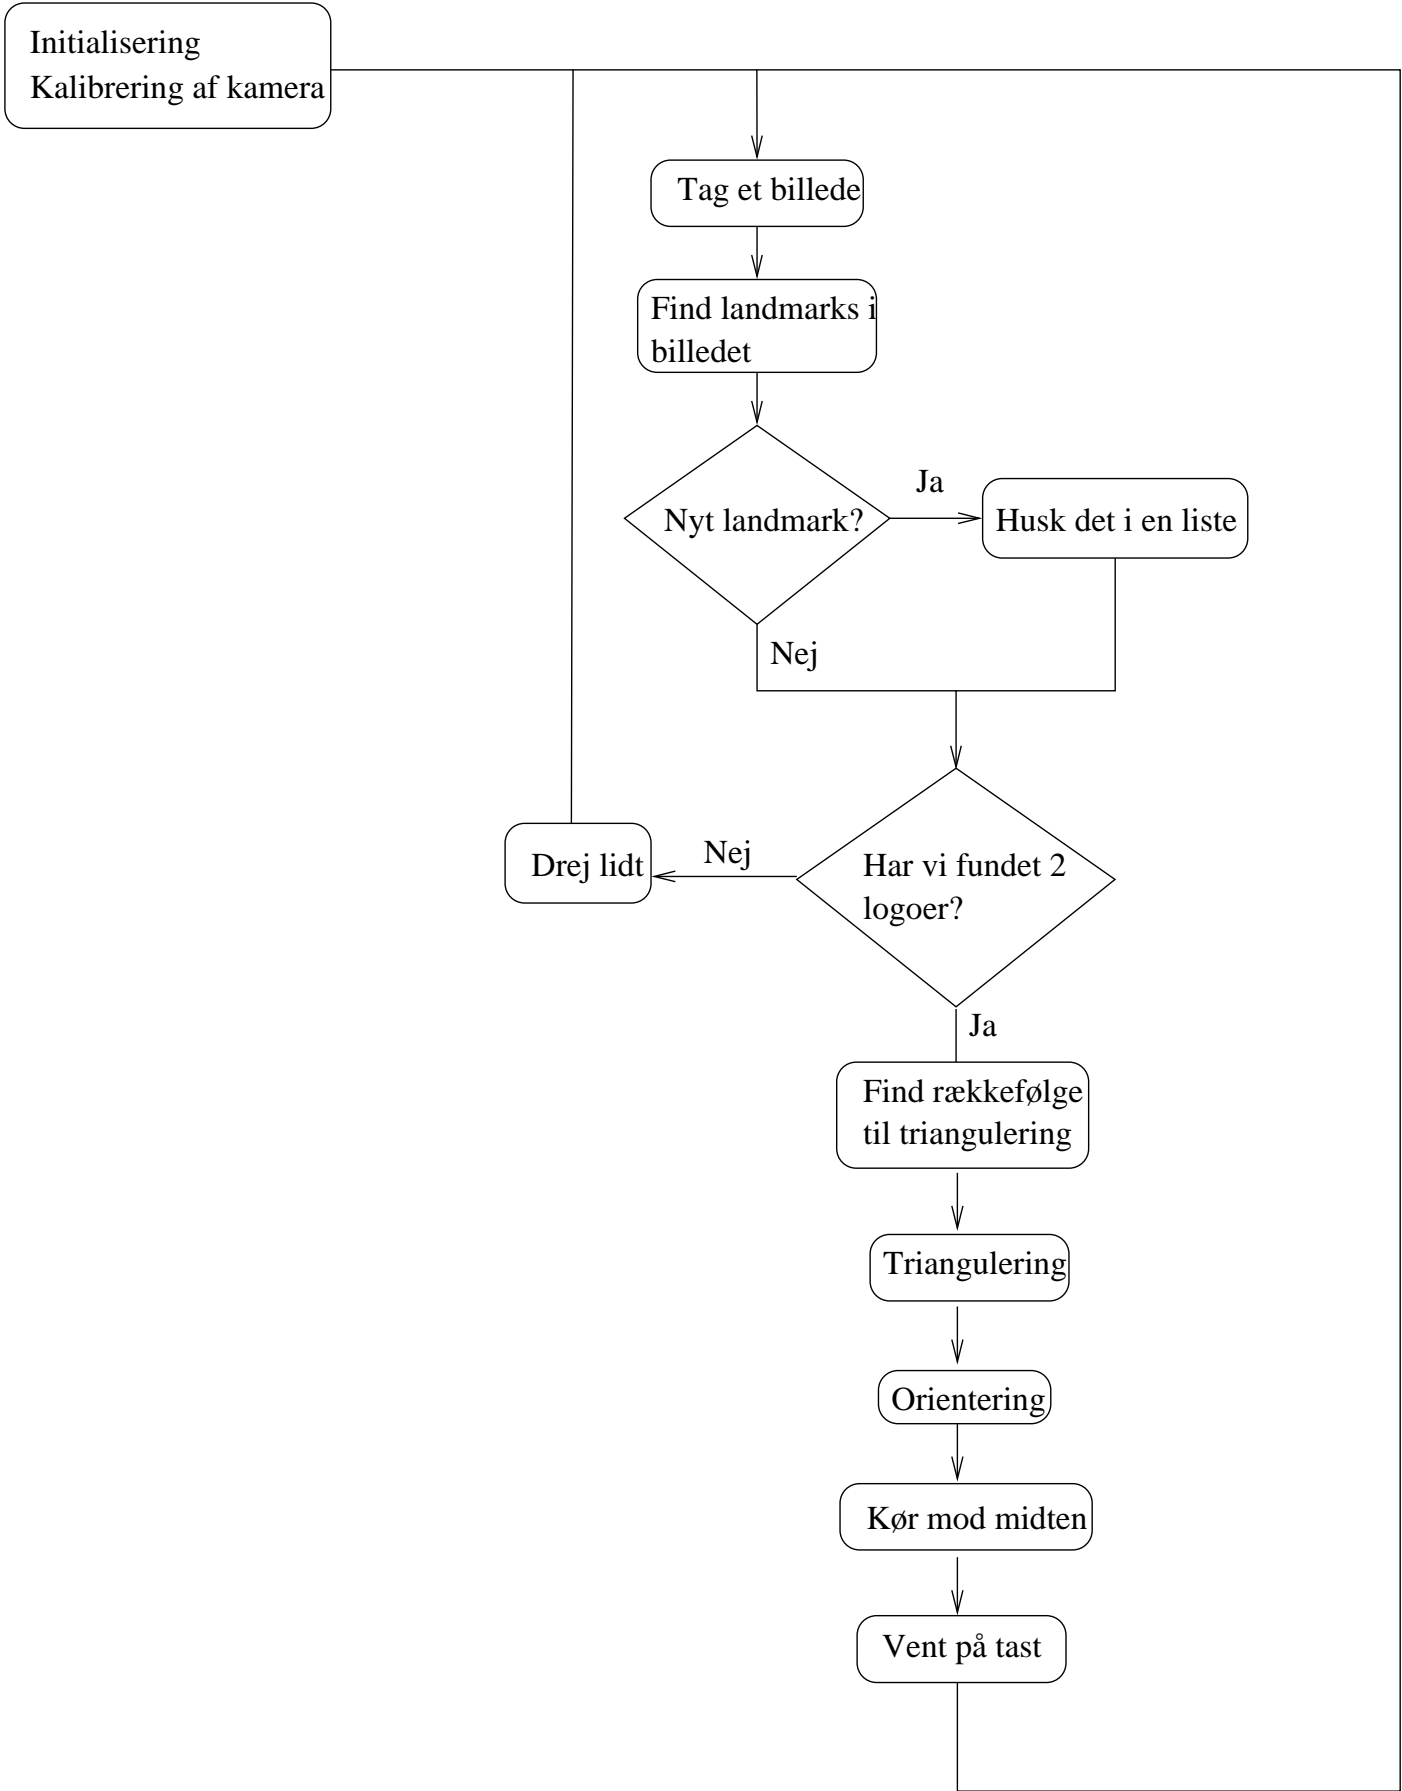 Initialisering
Kalibrering af kamera
Tag et billede
Find landmarks i
billedet
Nyt landmark?
Ja
Husk det i en liste
Nej
Har vi fundet 2
logoer?
Nej
Drej lidt
Ja
Find rækkefølge
til triangulering
Triangulering
Orientering
Kør mod midten
Vent på tast